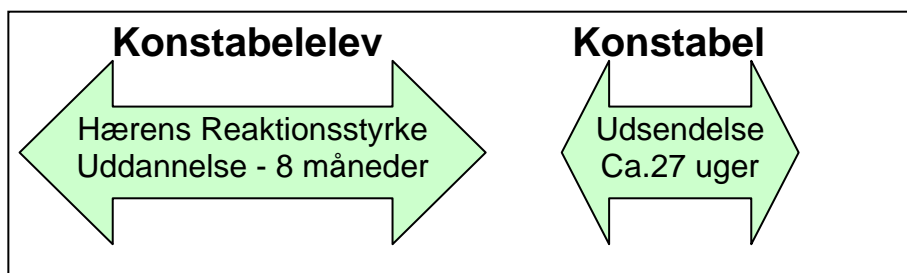 Konstabelelev
Hærens Reaktionsstyrke
Uddannelse - 8 måneder
Konstabel
Udsendelse
Ca.27 uger